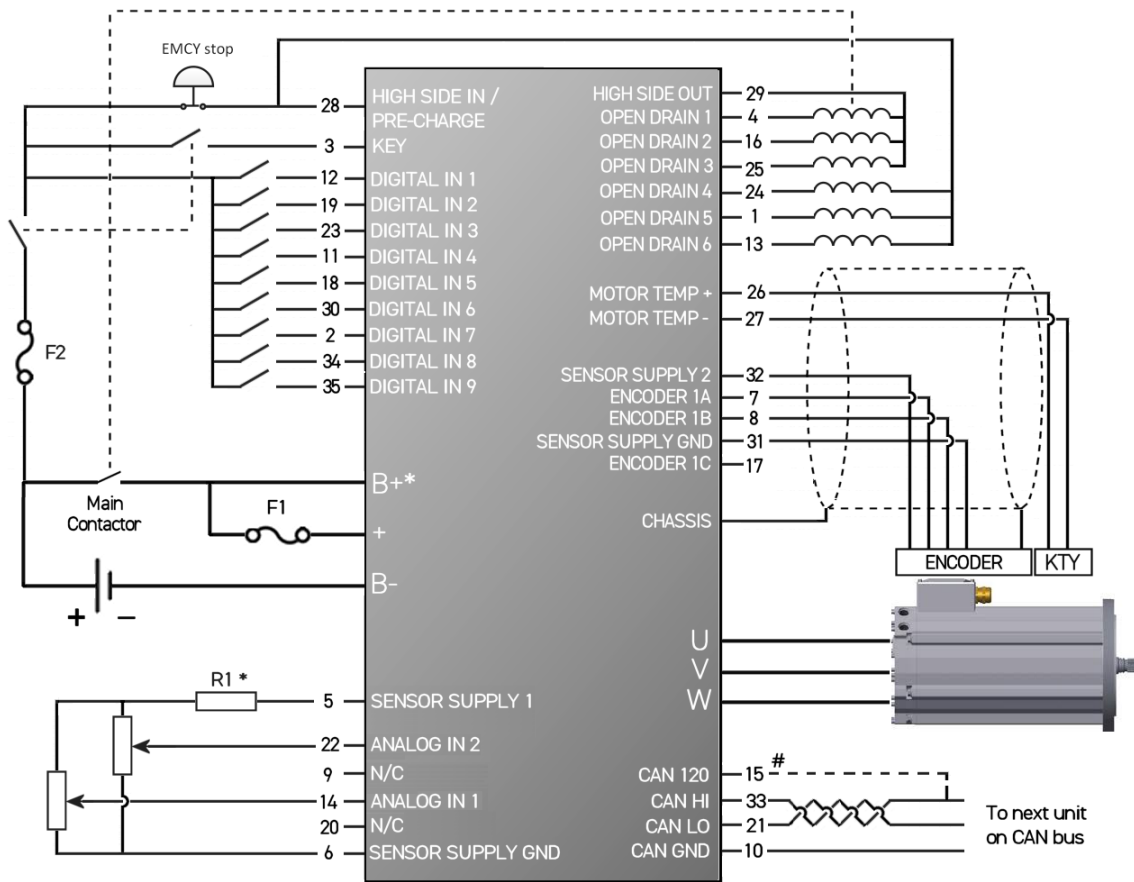 EMCY stop
28 HIGH SIDE IN /
PRE-CHARGE
3 KEY
12 DIGITAL IN 1
19 DIGITAL IN 2
23 DIGITAL IN 3
11 DIGITAL IN 4
18 DIGITAL IN 5
30 DIGITAL IN 6
2 DIGITAL IN 7
34 DIGITAL IN 8
35 DIGITAL IN 9
F2
B+*
Main
Contactor
F1
+
B-
+ −
R1 *
5 SENSOR SUPPLY 1
22 ANALOG IN 2
9 N/C
14 ANALOG IN 1
20 N/C
6 SENSOR SUPPLY GND
HIGH SIDE OUT 29
OPEN DRAIN 1 4
OPEN DRAIN 2 16
OPEN DRAIN 3 25
OPEN DRAIN 4 24
OPEN DRAIN 5 1
OPEN DRAIN 6 13
MOTOR TEMP + 26
MOTOR TEMP - 27
SENSOR SUPPLY 2 32
ENCODER 1A 7
ENCODER 1B 8
SENSOR SUPPLY GND 31
ENCODER 1C 17
CHASSIS
ENCODER KTY
U
V
W
CAN 120 15 #
CAN HI 33
CAN LO 21
CAN GND 10
To next unit
on CAN bus